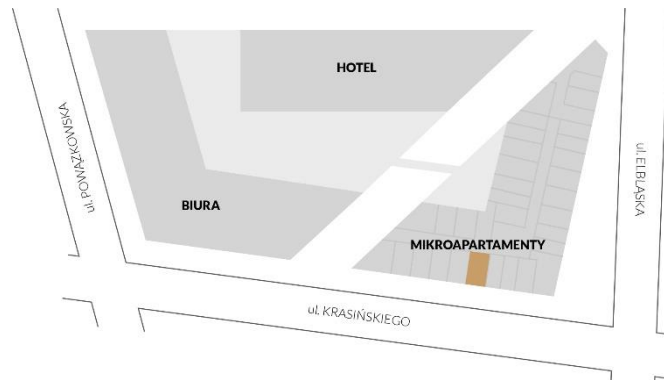 HOTEL
ul. POWĄZKOWSKA
ul. ELBLĄSKA
BIURA
MIKROAPARTAMENTY
ul. KRASIŃSKIEGO